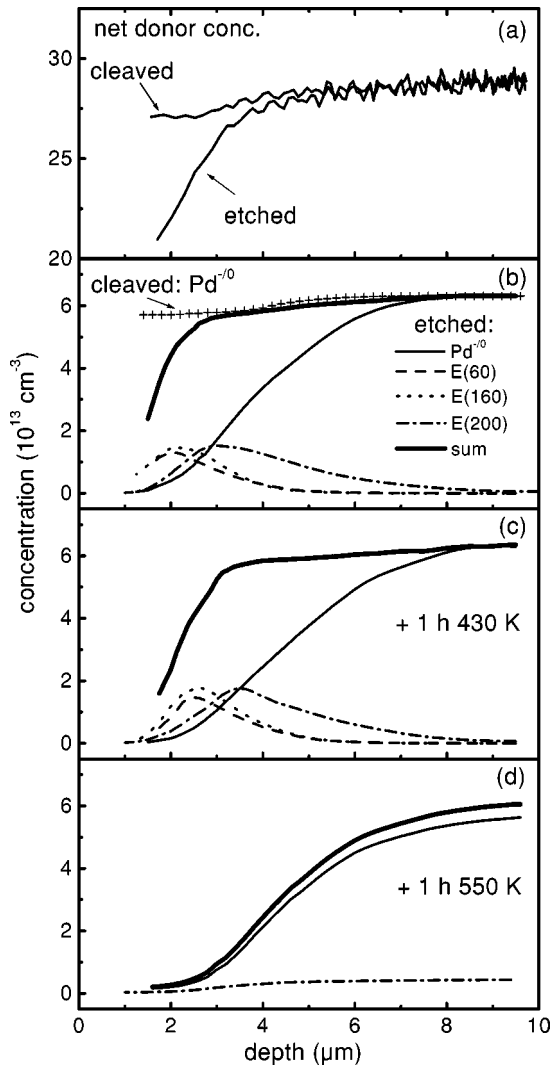 net donor conc.
(a)
cleaved
etched
30
25
20
cleaved: Pd⁻/⁰
(b)
etched:
Pd⁻/⁰
E(60)
E(160)
E(200)
sum
6
4
2
0
concentration (10¹³ cm⁻³)
(c)
+ 1 h 430 K
6
4
2
0
(d)
+ 1 h 550 K
6
4
2
0
0 2 4 6 8 10
depth (μm)